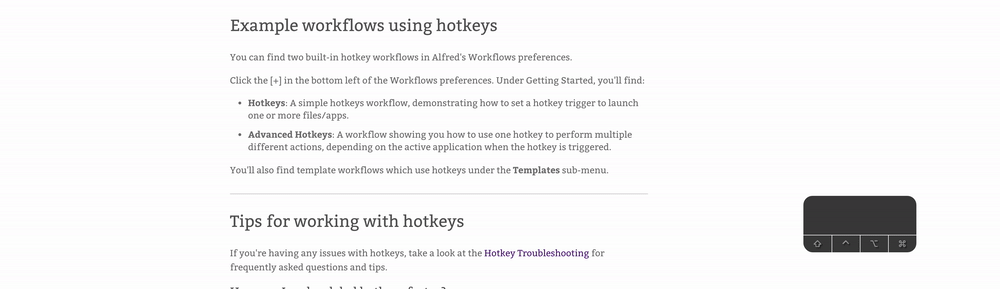 Example workflows using hotkeys
You can find two built-in hotkey workflows in Alfred's Workflows preferences.
Click the [+] in the bottom left of the Workflows preferences. Under Getting Started, you'll find:
• Hotkeys: A simple hotkeys workflow, demonstrating how to set a hotkey trigger to launch
one or more files/apps.
• Advanced Hotkeys: A workflow showing you how to use one hotkey to perform multiple
different actions, depending on the active application when the hotkey is triggered.
You'll also find template workflows which use hotkeys under the Templates sub-menu.
Tips for working with hotkeys
If you're having any issues with hotkeys, take a look at the Hotkey Troubleshooting for
frequently asked questions and tips.
⇧ ^ ⌥ ⌘